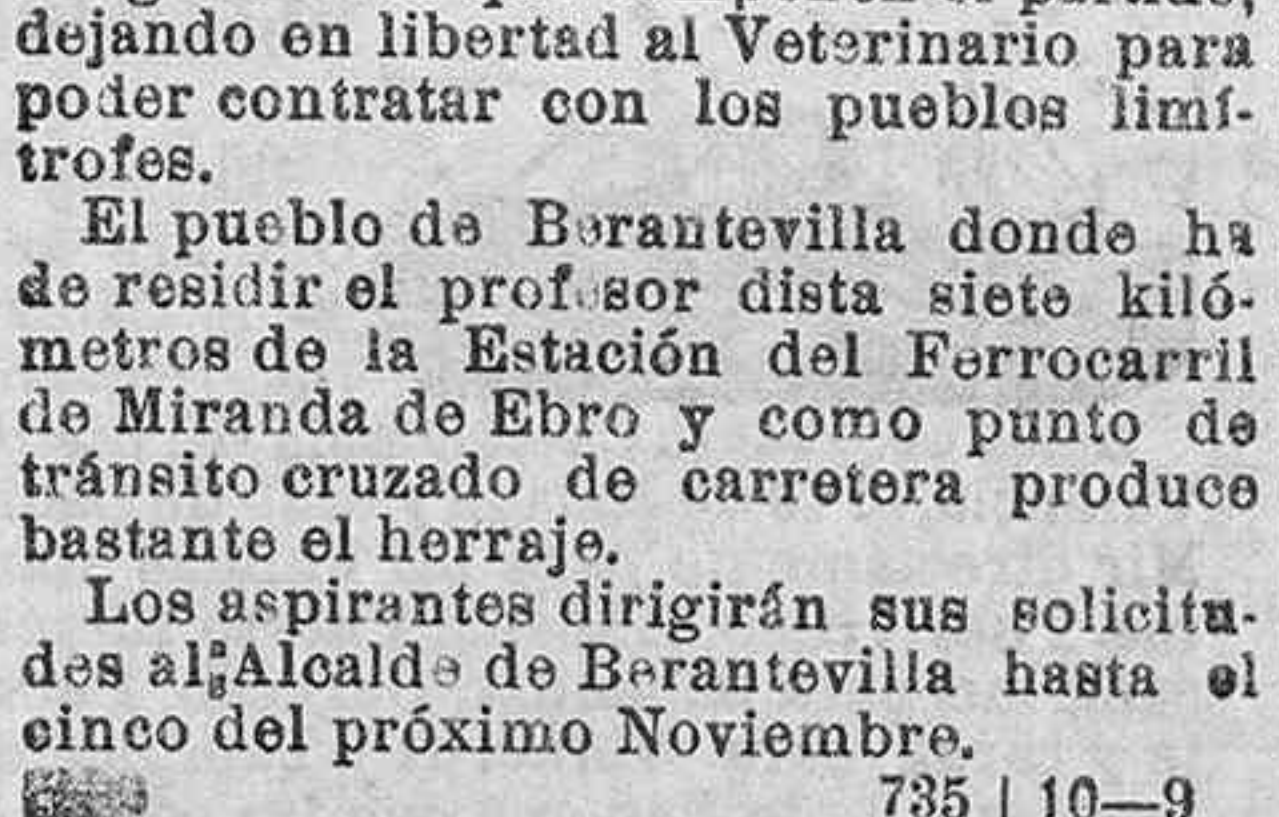 dejando en libertad al Veterinario para
poder contratar con los pueblos limí-
trofes.
El pueblo de Berantevilla donde ha
de residir el profesor dista siete kiló-
metros de la Estación del Ferrocarril
de Miranda de Ebro y como punto de
tránsito cruzado de carretera produce
bastante el herraje.
Los aspirantes dirigirán sus solicitu-
des al Alcalde de Berantevilla hasta el
cinco del próximo Noviembre.
735 | 10—9